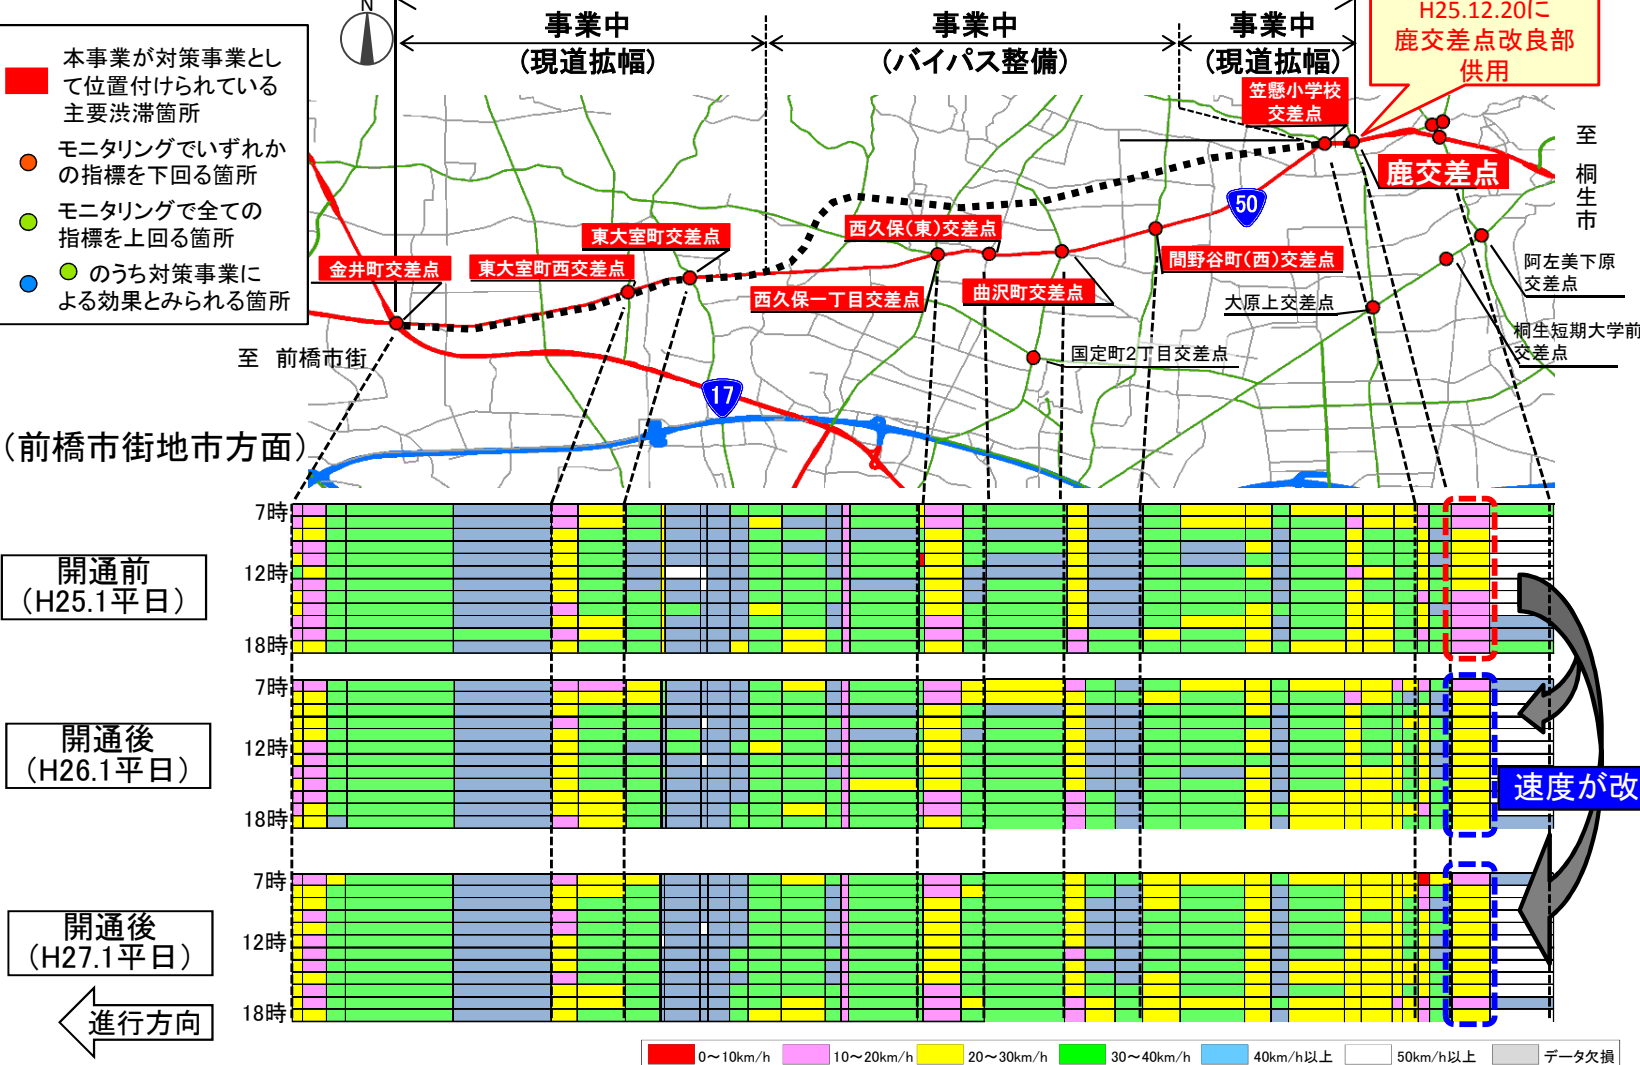 N
事業中
(現道拡幅)
事業中
(バイパス整備)
事業中
(現道拡幅)
H25.12.20に
鹿交差点改良部
供用
本事業が対策事業とし
て位置付けられている
主要渋滞箇所
モニタリングでいずれか
の指標を下回る箇所
モニタリングで全ての
指標を上回る箇所
のうち対策事業に
よる効果とみられる箇所
笠懸小学校
交差点
鹿交差点
至
桐生市
50
東大室町交差点
西久保(東)交差点
金井町交差点
東大室町西交差点
間野谷町(西)交差点
西久保一丁目交差点
曲沢町交差点
大原上交差点
阿左美下原
交差点
桐生短期大学前
交差点
国定町2丁目交差点
至 前橋市街
17
(前橋市街地市方面)
開通前
(H25.1平日)
7時
12時
18時
開通後
(H26.1平日)
7時
12時
18時
速度が改
開通後
(H27.1平日)
7時
12時
18時
進行方向
0～10km/h
10～20km/h
20～30km/h
30～40km/h
40km/h以上
50km/h以上
データ欠損